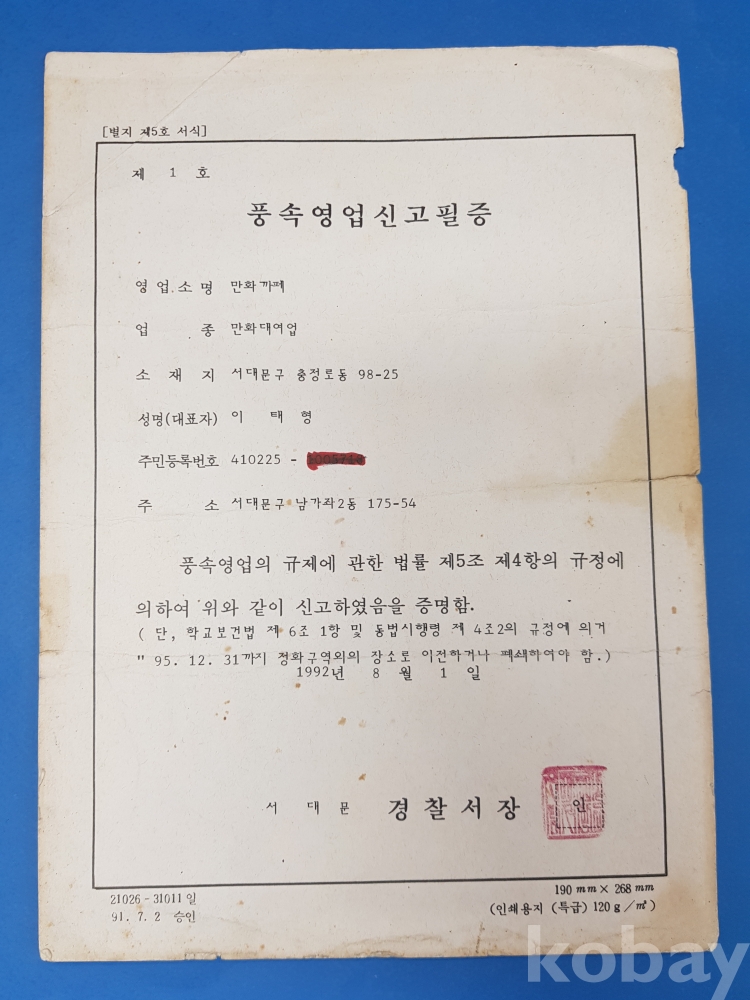 [별지 제5호 서식]
제 1 호
풍속영업신고필증
영업소명 만화까페
업 종 만화대여업
소 재 지 서대문구 충정로동 98-25
성명(대표자) 이 태 형
주민등록번호 410225 -
주 소 서대문구 남가좌2동 175-54
풍속영업의 규제에 관한 법률 제5조 제4항의 규정에
의하여 위와 같이 신고하였음을 증명함.
( 단, 학교보건법 제 6조 1항 및 동법시행령 제 4조2의 규정에 의거
" 95. 12. 31까지 정화구역외의 장소로 이전하거나 폐쇄하여야 함.)
1992년 8 월 1 일
서 대 문 경찰서장 인
21026-31011일
91. 7. 2 승인
190 mm × 268 mm
(인쇄용지 (특급) 120 g/㎡)
kobay